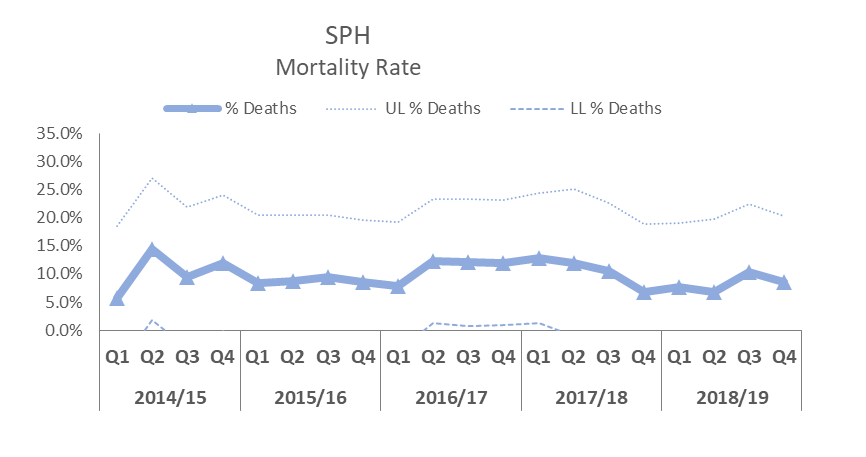 SPH
Mortality Rate
% Deaths UL % Deaths LL % Deaths
35.0%
30.0%
25.0%
20.0%
15.0%
10.0%
5.0%
0.0%
Q1 Q2 Q3 Q4 Q1 Q2 Q3 Q4 Q1 Q2 Q3 Q4 Q1 Q2 Q3 Q4 Q1 Q2 Q3 Q4
2014/15 2015/16 2016/17 2017/18 2018/19